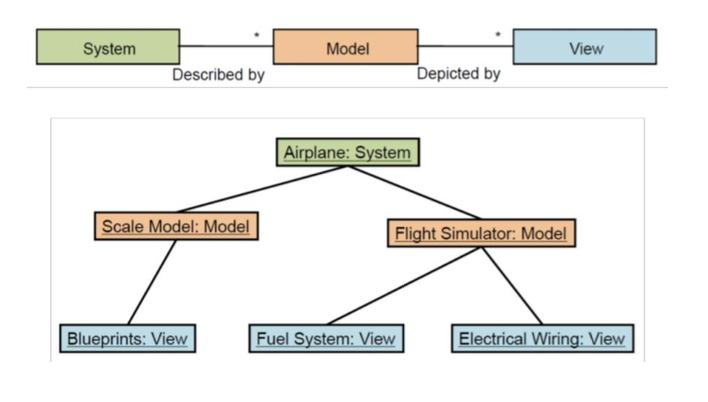 System
*
Model
*
View
Described by
Depicted by
Airplane: System
Scale Model: Model
Flight Simulator: Model
Blueprints: View
Fuel System: View
Electrical Wiring: View